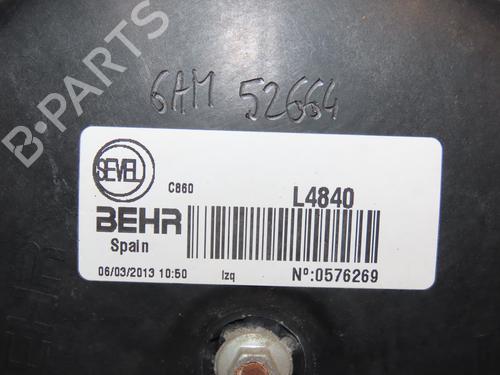 6AM 52664
B-PARTS
SEVEL
C860
L4840
BEHR
Spain
06/03/2013 10:50
Izq
Nº:0576269